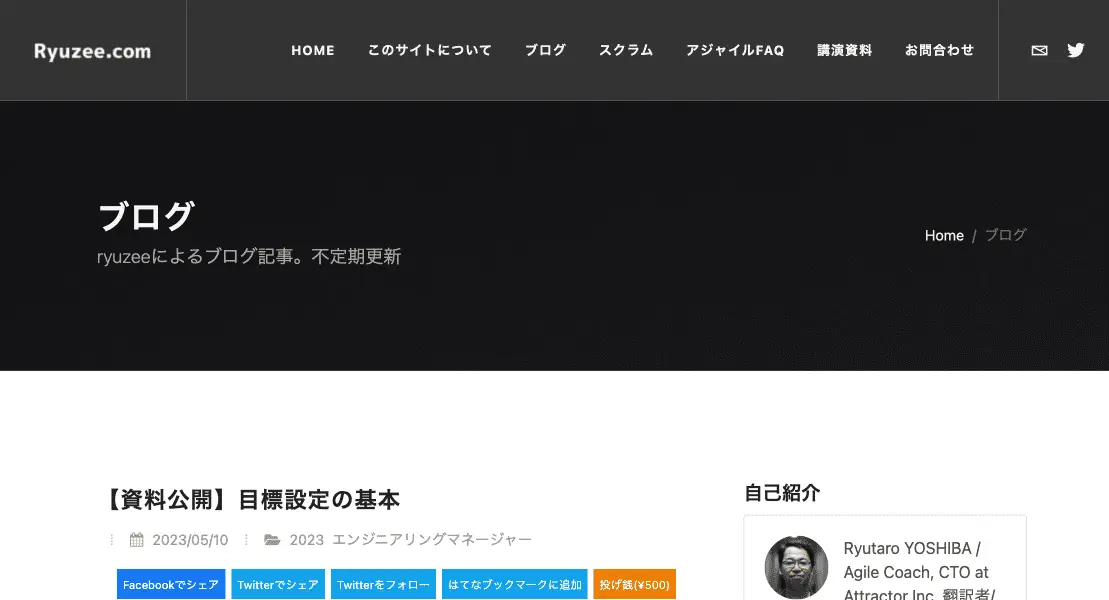 Ryuzee.com
HOME このサイトについて ブログ スクラム アジャイルFAQ 講演資料 お問合わせ
ブログ
ryuzeeによるブログ記事。不定期更新
Home / ブログ
【資料公開】目標設定の基本
2023/05/10 2023 エンジニアリングマネージャー
Facebookでシェア Twitterでシェア Twitterをフォロー はてなブックマークに追加 投げ銭(¥500)
自己紹介
Ryutaro YOSHIBA /
Agile Coach, CTO at
Attractor Inc. 翻訳者/